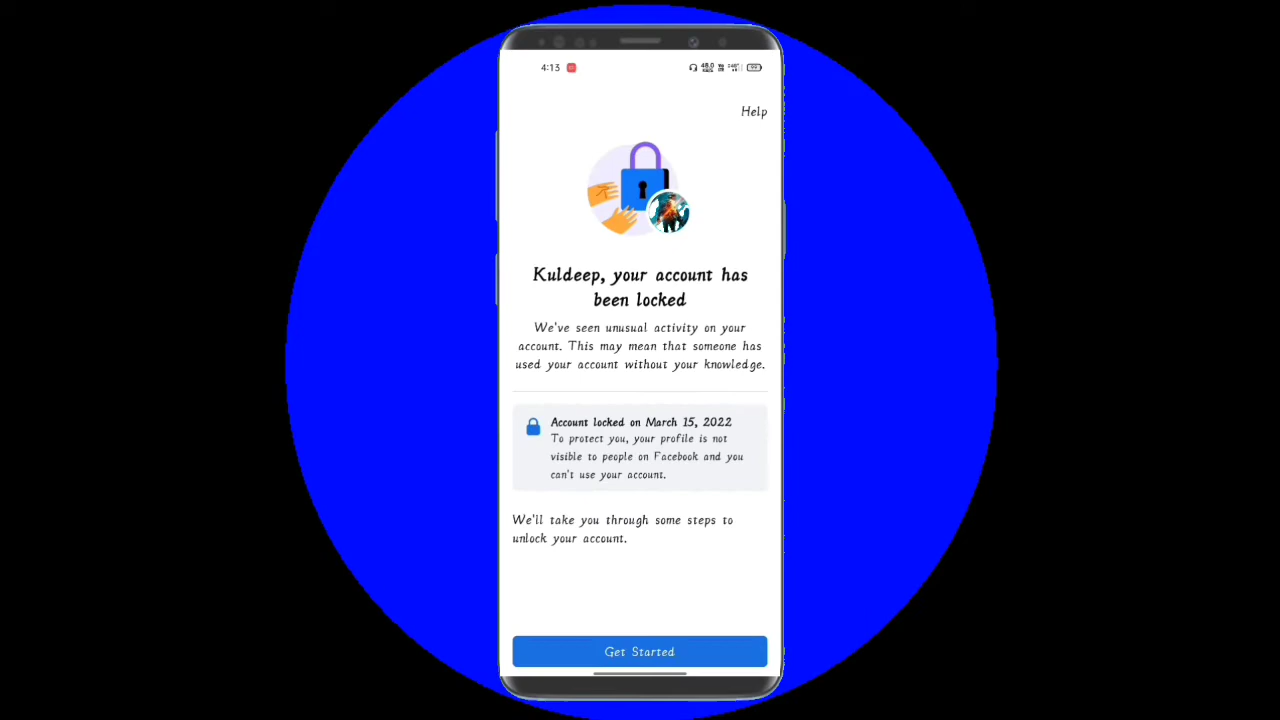 4:13
Help
Kuldeep, your account has
been locked
We've seen unusual activity on your
account. This may mean that someone has
used your account without your knowledge.
Account locked on March 15, 2022
To protect you, your profile is not
visible to people on Facebook and you
can't use your account.
We'll take you through some steps to
unlock your account.
Get Started